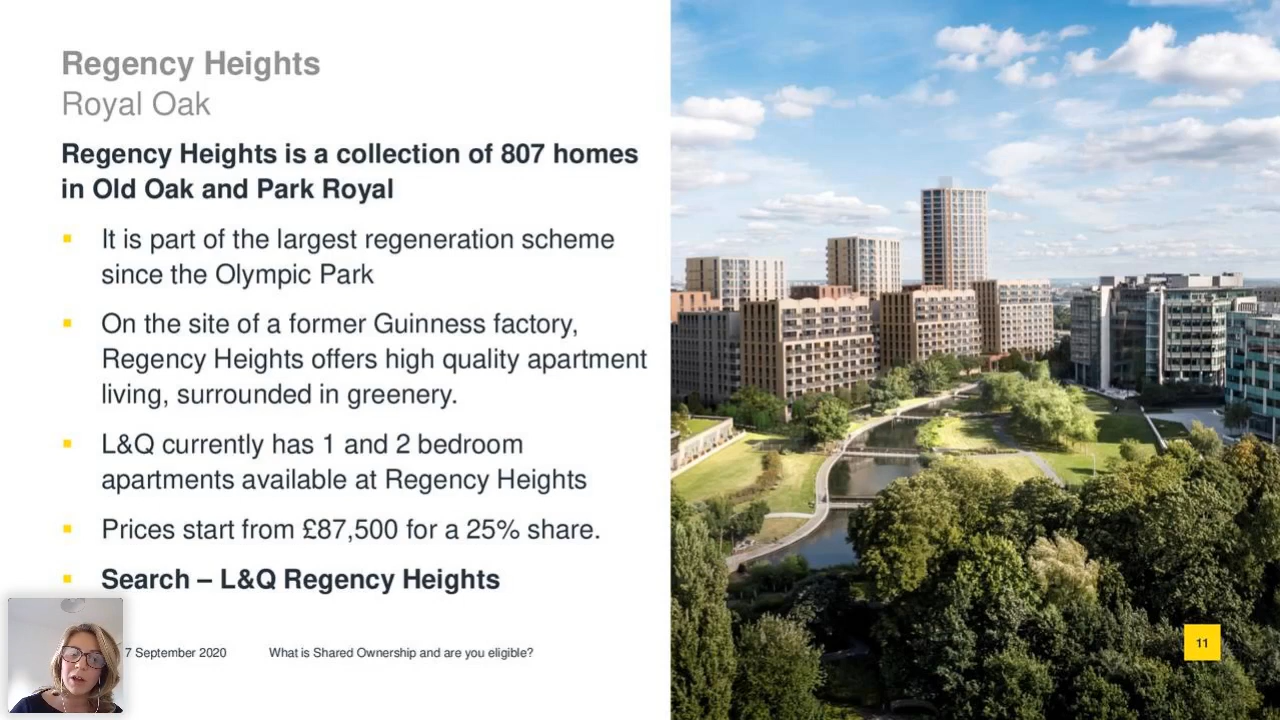 Regency Heights
Royal Oak
Regency Heights is a collection of 807 homes
in Old Oak and Park Royal
It is part of the largest regeneration scheme
since the Olympic Park
On the site of a former Guinness factory,
Regency Heights offers high quality apartment
living, surrounded in greenery.
L&Q currently has 1 and 2 bedroom
apartments available at Regency Heights
Prices start from £87,500 for a 25% share.
Search – L&Q Regency Heights
7 September 2020 What is Shared Ownership and are you eligible?
11